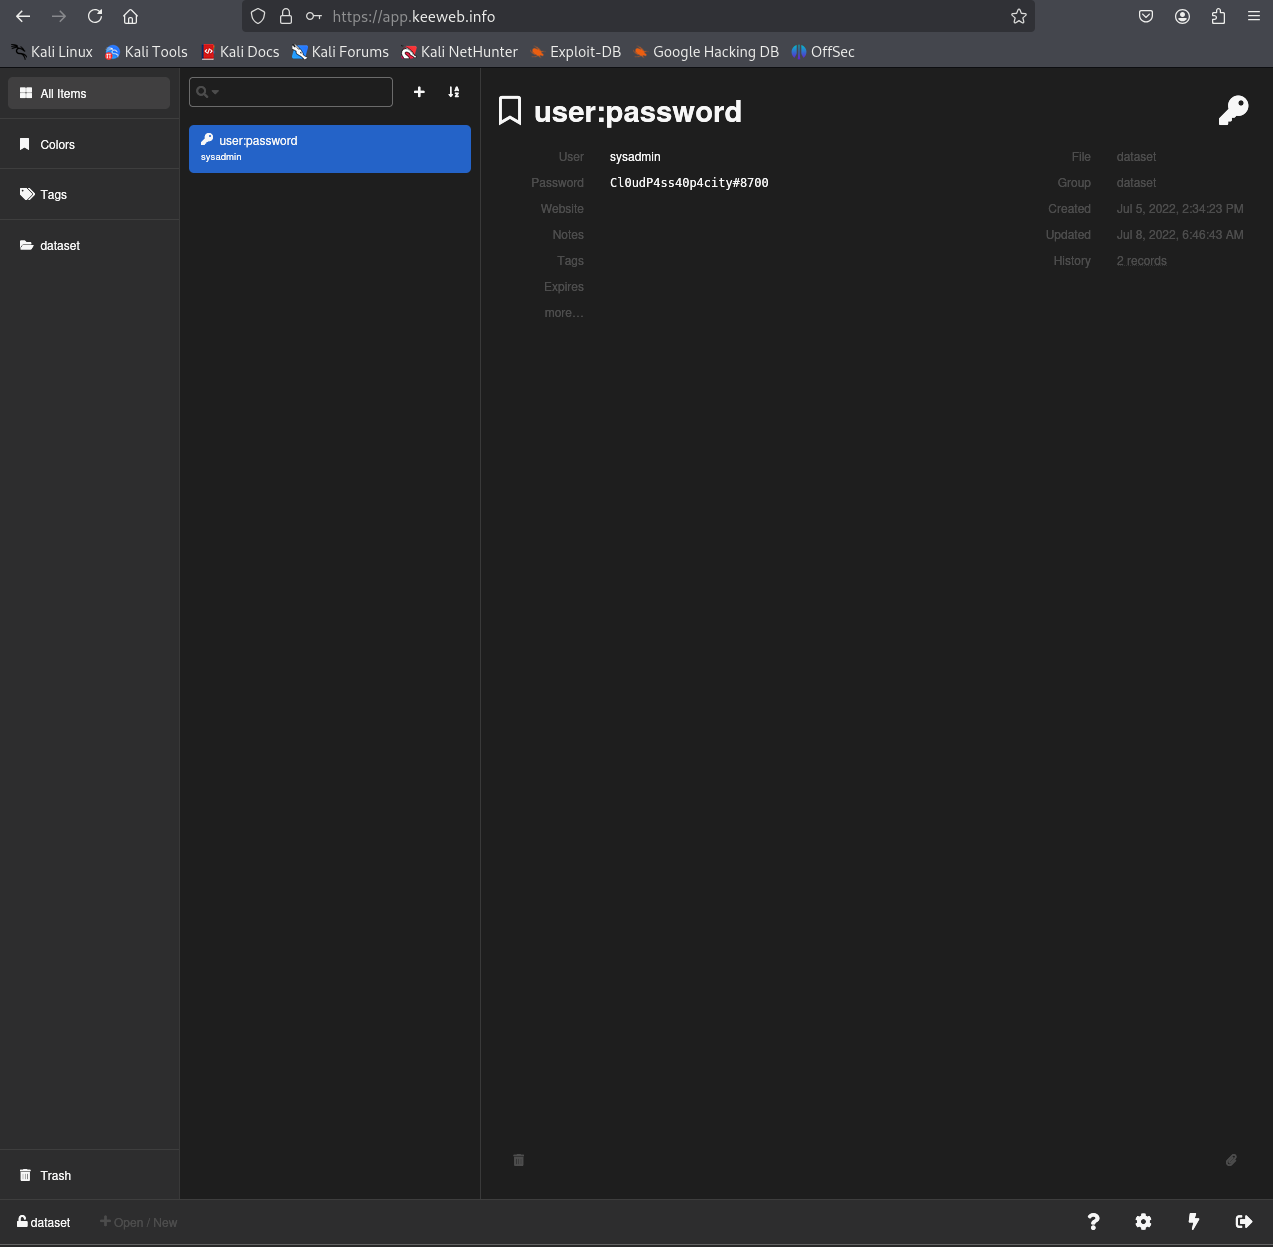 https://app.keeweb.info
Kali Linux Kali Tools Kali Docs Kali Forums Kali NetHunter Exploit-DB Google Hacking DB OffSec
All Items
Colors
Tags
dataset
Trash
user:password
sysadmin
user:password
User sysadmin
Password Cl0udP4ss40p4city#8700
Website
Notes
Tags
Expires
more...
File dataset
Group dataset
Created Jul 5, 2022, 2:34:23 PM
Updated Jul 8, 2022, 6:46:43 AM
History 2 records
dataset Open / New